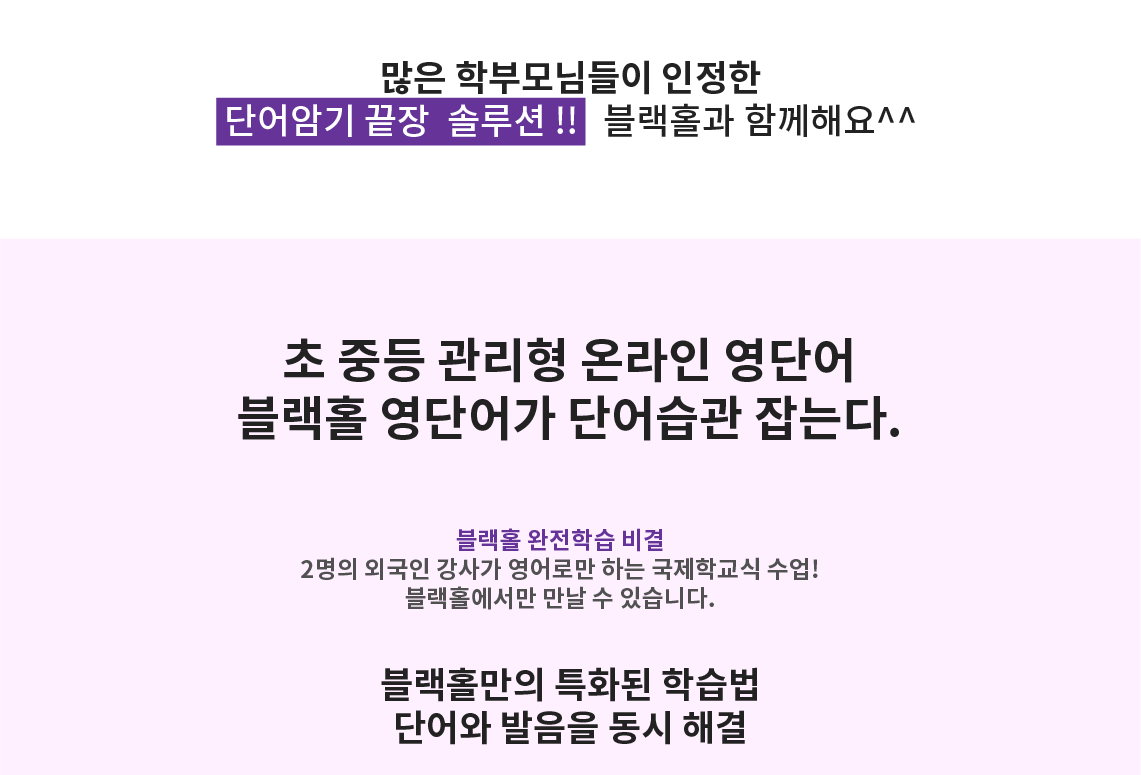 많은 학부모님들이 인정한
단어암기 끝장 솔루션 !! 블랙홀과 함께해요^^
초 중등 관리형 온라인 영단어
블랙홀 영단어가 단어습관 잡는다.
블랙홀 완전학습 비결
2명의 외국인 강사가 영어로만 하는 국제학교식 수업!
블랙홀에서만 만날 수 있습니다.
블랙홀만의 특화된 학습법
단어와 발음을 동시 해결